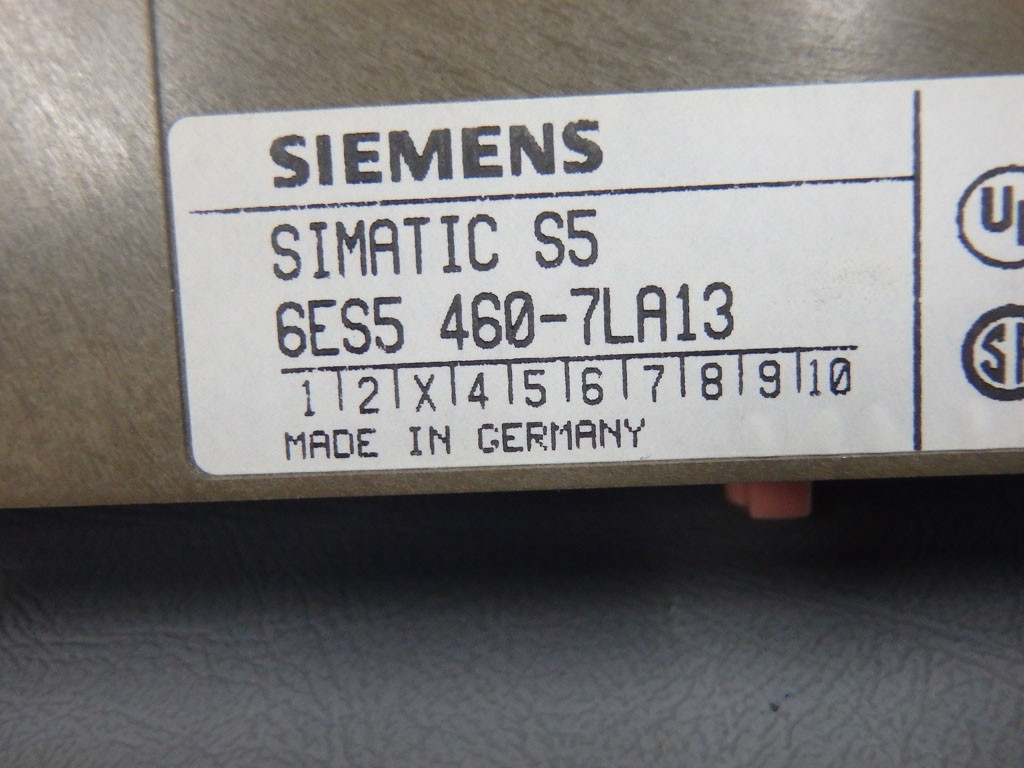 SIEMENS
SIMATIC S5
6ES5 460-7LA13
1 2 X 4 5 6 7 8 9 10
MADE IN GERMANY